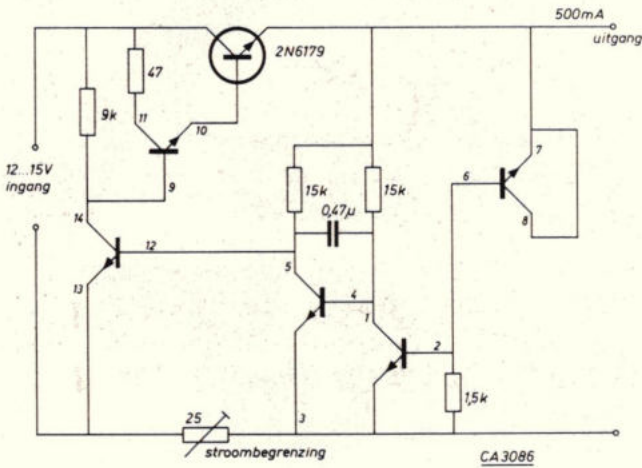 500mA
uitgang
2N6179
47
9k
11
10
9
12...15V
ingang
14
12
13
15k
15k
0,47µ
5
4
1
2
3
6
7
8
1,5k
25
stroombegrenzing
CA3086